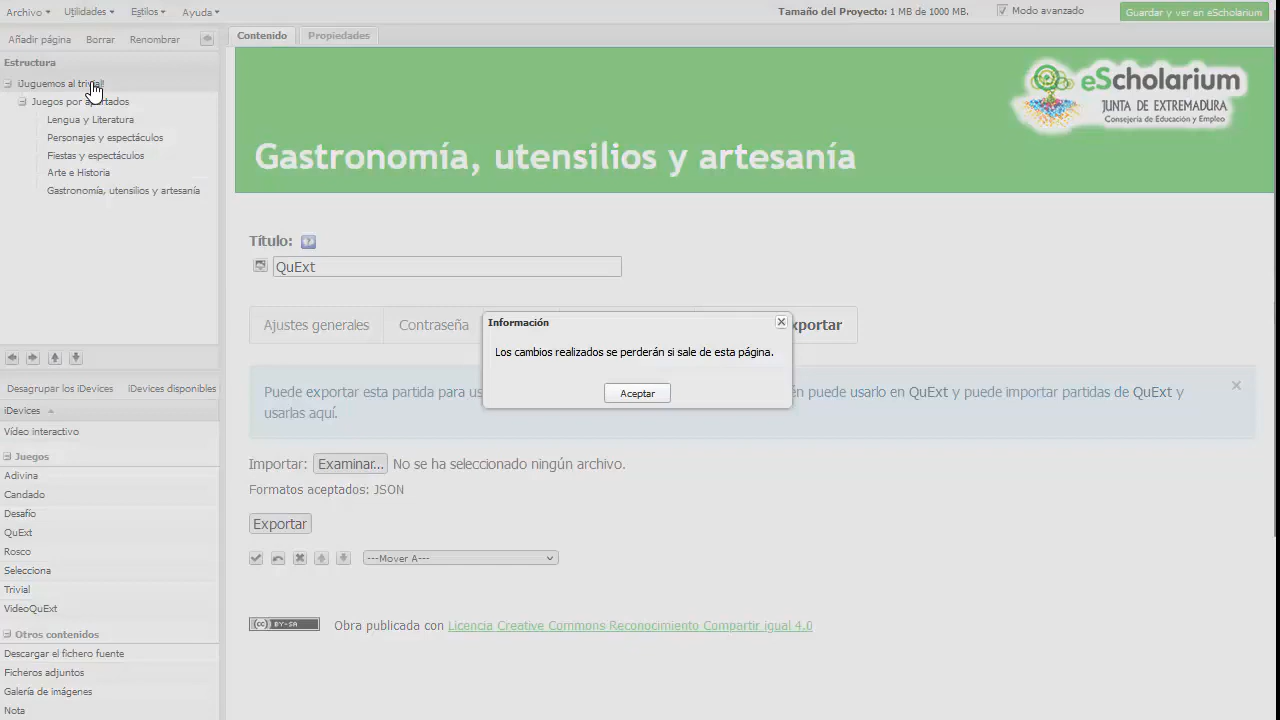 Archivo Utilidades Estilos Ayuda
Tamaño del Proyecto: 1 MB de 1000 MB.
Modo avanzado
Guardar y ver en eScholarium
Añadir página Borrar Renombrar
Contenido Propiedades
Estructura
¡Juguemos al trivial!
Juegos por
Lengua y Literatura
Personajes y espectáculos
Fiestas y espectáculos
Arte e Historia
Gastronomía, utensilios y artesanía
eScholarium
JUNTA DE EXTREMADURA
Consejería de Educación y Empleo
Gastronomía, utensilios y artesanía
Título:
QuExt
Ajustes generales Contraseña
Información
Los cambios realizados se perderán si sale de esta página.
Aceptar
Puede exportar esta partida para
puede usarlo en QuExt y puede importar partidas de QuExt y
usarlas aquí.
Importar: Examinar... No se ha seleccionado ningún archivo.
Formatos aceptados: JSON
Exportar
---Mover A---
Desagrupar los iDevices iDevices disponibles
iDevices
Vídeo interactivo
Juegos
Adivina
Candado
Desafío
QuExt
Rosco
Selecciona
Trivial
VideoQuExt
Otros contenidos
Descargar el fichero fuente
Ficheros adjuntos
Galería de imágenes
Nota
(cc) BY-SA
Obra publicada con Licencia Creative Commons Reconocimiento Compartir igual 4.0